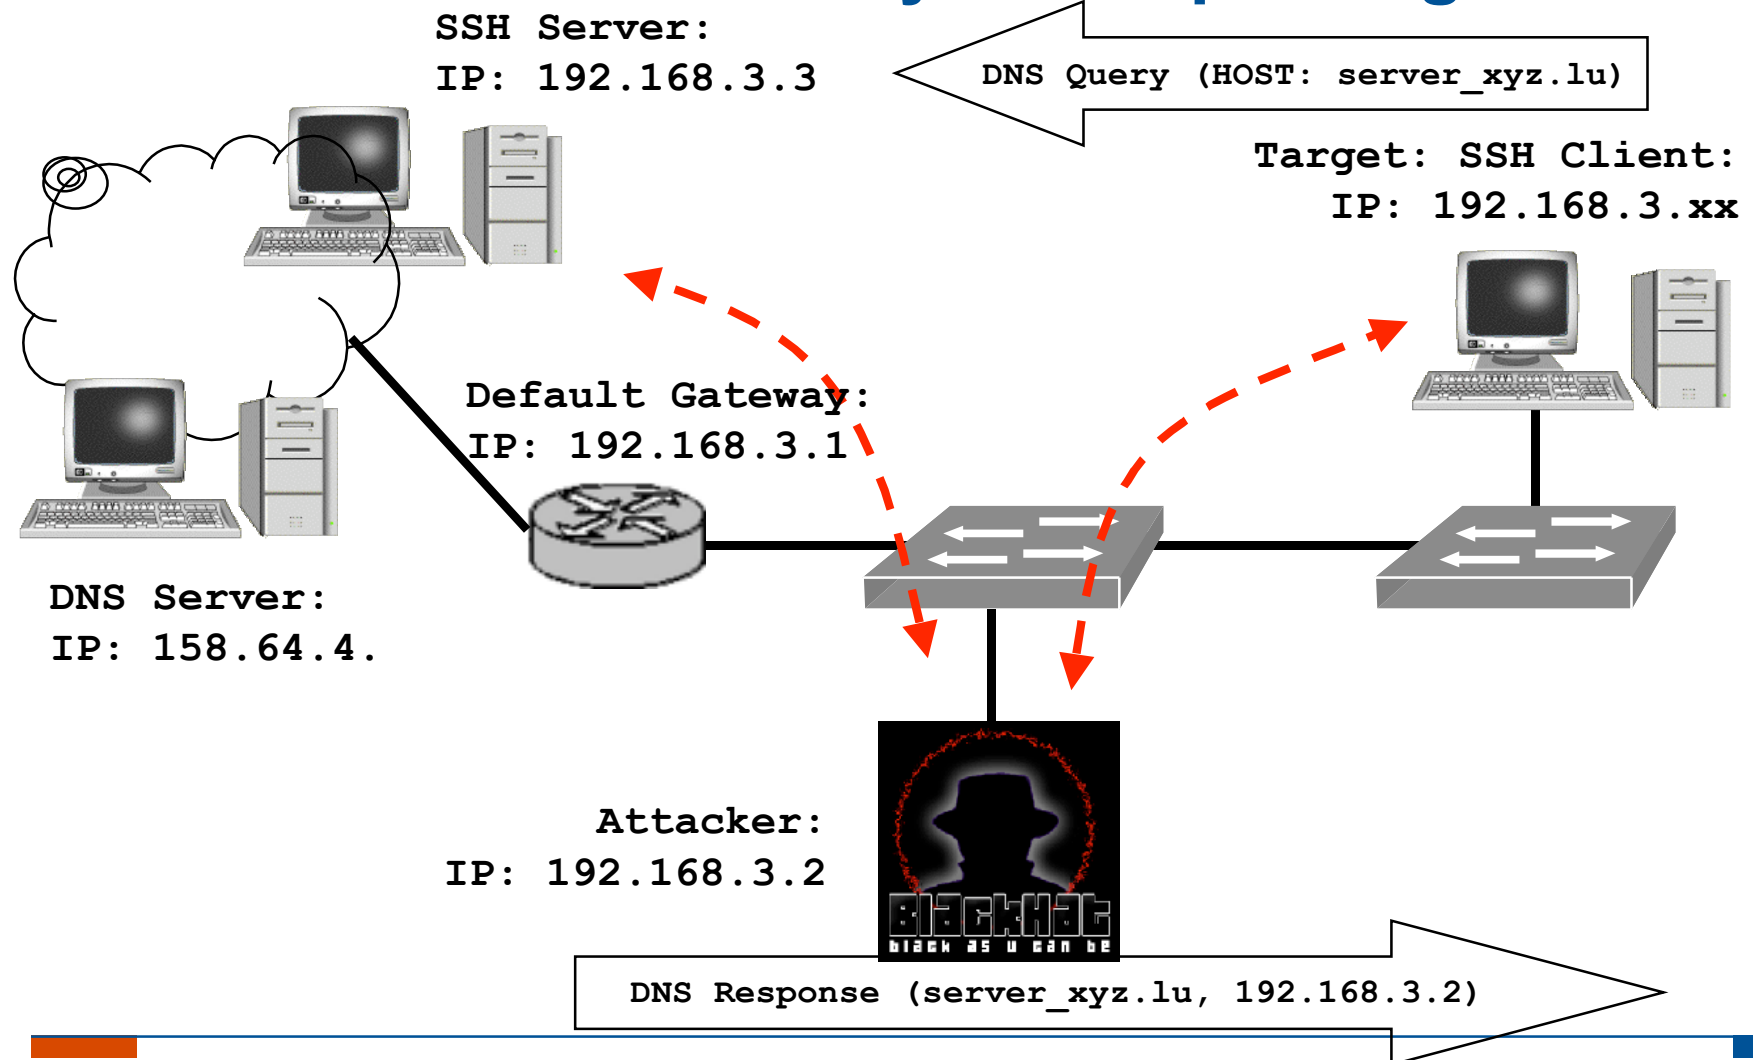 SSH Server:
IP: 192.168.3.3
DNS Query (HOST: server_xyz.lu)
Target: SSH Client:
IP: 192.168.3.xx
Default Gateway:
IP: 192.168.3.1
DNS Server:
IP: 158.64.4.
Attacker:
IP: 192.168.3.2
BlackHat
black as u can be
DNS Response (server_xyz.lu, 192.168.3.2)